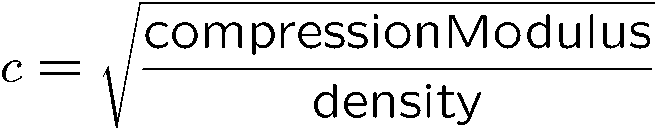 c = √(compressionModulus / density)